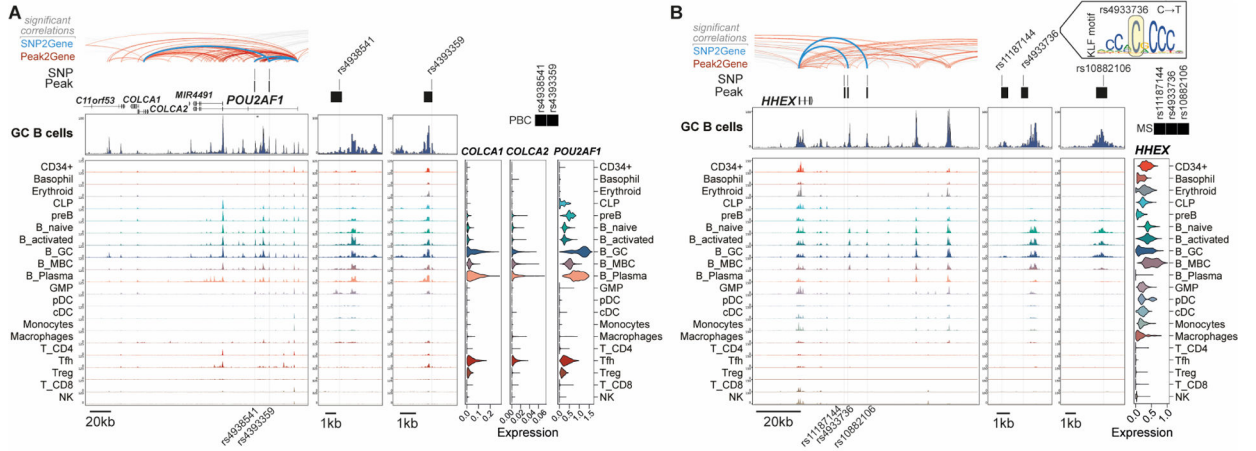 A
significant
correlations
SNP2Gene
Peak2Gene
SNP
Peak
rs4938541
rs4393359
C11orf53
COLCA1
COLCA2
MIR4491
POU2AF1
rs4938541
rs4393359
PBC
GC B cells
COLCA1
COLCA2
POU2AF1
CD34+
Basophil
Erythroid
CLP
preB
B_naive
B_activated
B_GC
B_MBC
B_Plasma
GMP
pDC
cDC
Monocytes
Macrophages
T_CD4
Tfh
Treg
T_CD8
NK
CD34+
Basophil
Erythroid
CLP
preB
B_naive
B_activated
B_GC
B_MBC
B_Plasma
GMP
pDC
cDC
Monocytes
Macrophages
T_CD4
Tfh
Treg
T_CD8
NK
20kb
rs4938541
rs4393359
1kb
1kb
0.0
0.1
0.2
0.00
0.02
0.04
0.06
0.0
0.5
1.0
1.5
Expression
B
significant
correlations
SNP2Gene
Peak2Gene
SNP
Peak
rs11187144
rs4933736
rs10882106
rs4933736 C→T
KLF motif
HHEX
rs11187144
rs4933736
rs10882106
MS
GC B cells
HHEX
CD34+
Basophil
Erythroid
CLP
preB
B_naive
B_activated
B_GC
B_MBC
B_Plasma
GMP
pDC
cDC
Monocytes
Macrophages
T_CD4
Tfh
Treg
T_CD8
NK
CD34+
Basophil
Erythroid
CLP
preB
B_naive
B_activated
B_GC
B_MBC
B_Plasma
GMP
pDC
cDC
Monocytes
Macrophages
T_CD4
Tfh
Treg
T_CD8
NK
20kb
rs11187144
rs4933736
rs10882106
1kb
1kb
0.0
0.5
1.0
Expression